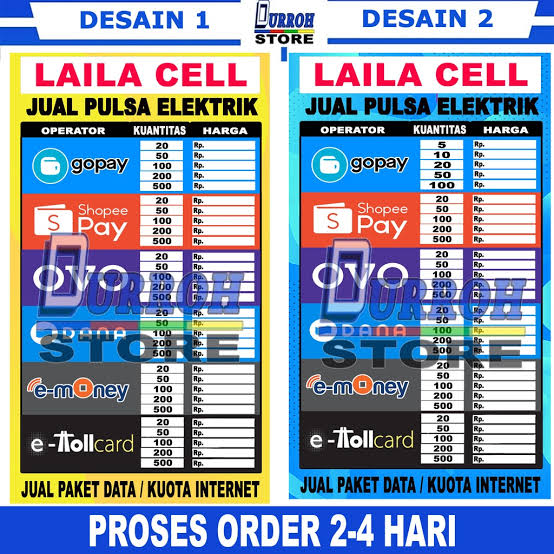 DESAIN 1
DURROH STORE
DESAIN 2
LAILA CELL
JUAL PULSA ELEKTRIK
OPERATOR KUANTITAS HARGA
gopay
20 Rp.
50 Rp.
100 Rp.
200 Rp.
500 Rp.
Shopee Pay
20 Rp.
50 Rp.
100 Rp.
200 Rp.
500 Rp.
OVO
20 Rp.
50 Rp.
100 Rp.
200 Rp.
500 Rp.
DANA
20 Rp.
50 Rp.
100 Rp.
200 Rp.
500 Rp.
e-money
20 Rp.
50 Rp.
100 Rp.
200 Rp.
500 Rp.
e-Tollcard
20 Rp.
50 Rp.
100 Rp.
200 Rp.
500 Rp.
JUAL PAKET DATA / KUOTA INTERNET
LAILA CELL
JUAL PULSA ELEKTRIK
OPERATOR KUANTITAS HARGA
gopay
5 Rp.
10 Rp.
20 Rp.
50 Rp.
100 Rp.
Shopee Pay
20 Rp.
50 Rp.
100 Rp.
200 Rp.
500 Rp.
OVO
20 Rp.
50 Rp.
100 Rp.
200 Rp.
500 Rp.
DANA
20 Rp.
50 Rp.
100 Rp.
200 Rp.
500 Rp.
e-money
20 Rp.
50 Rp.
100 Rp.
200 Rp.
500 Rp.
e-Tollcard
20 Rp.
50 Rp.
100 Rp.
200 Rp.
500 Rp.
JUAL PAKET DATA / KUOTA INTERNET
DURROH
STORE
DURROH
STORE
PROSES ORDER 2-4 HARI